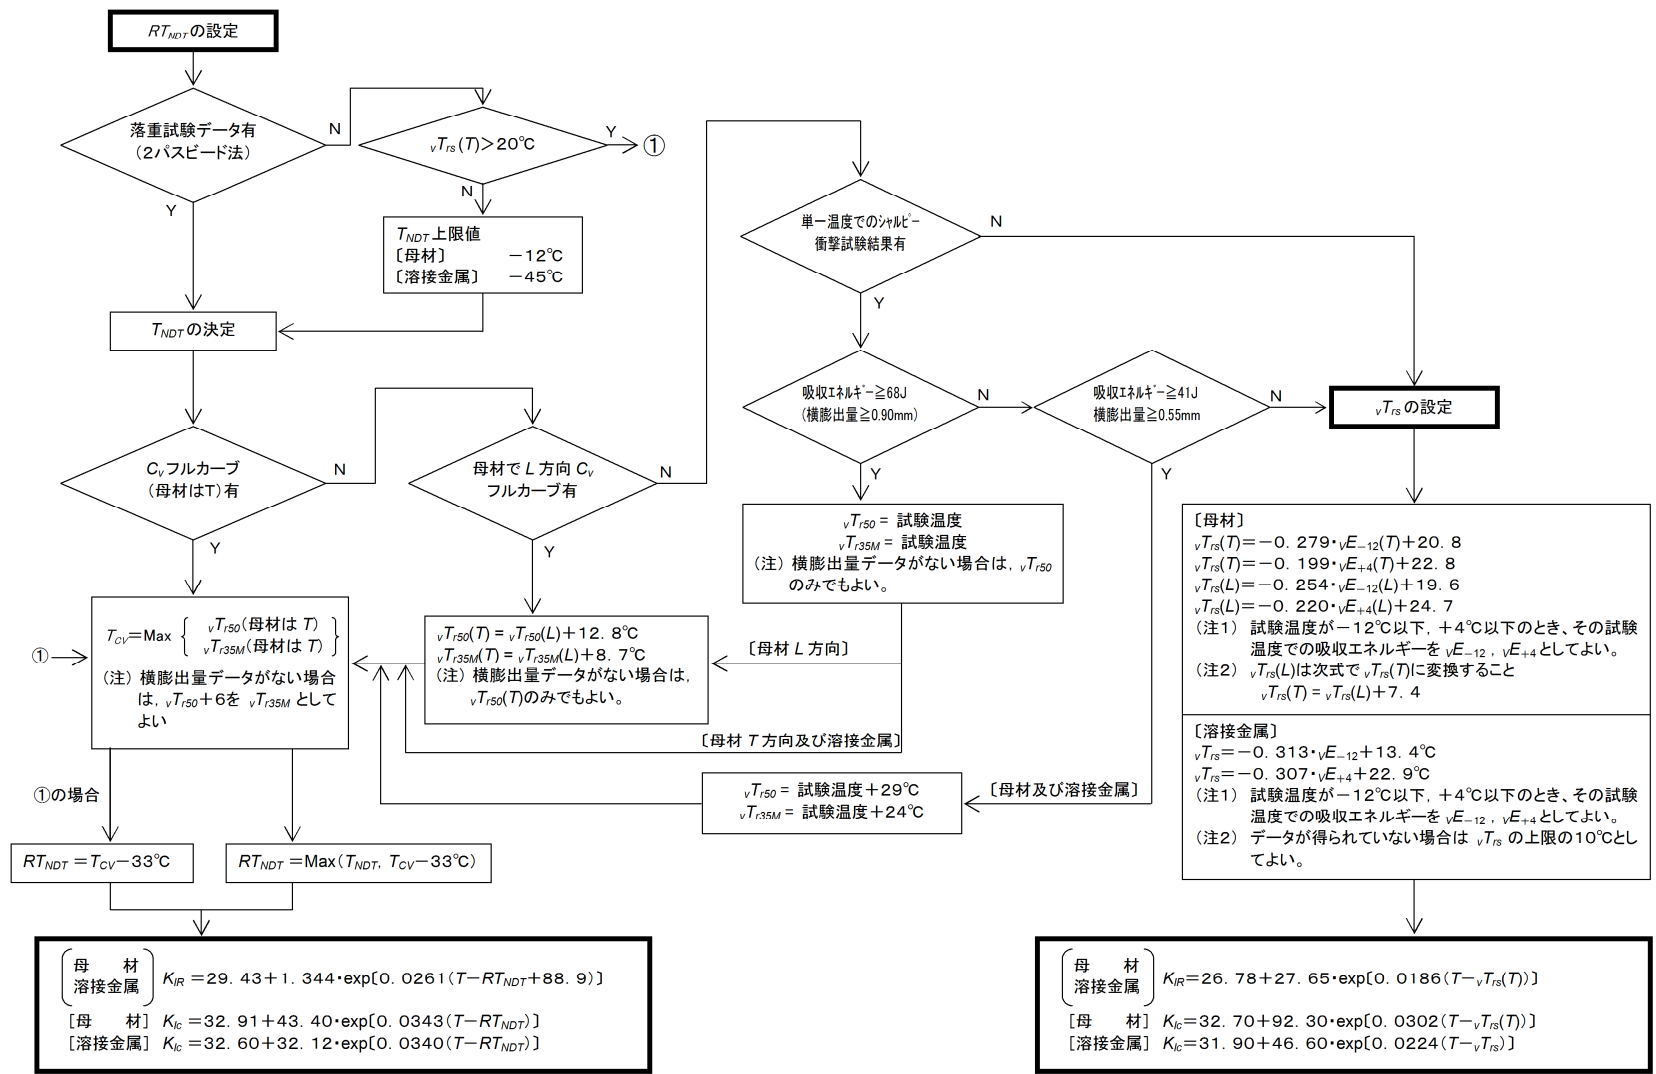 RTNDTの設定
落重試験データ有
(2パスビード法)
N
Y
vTrs(T)>20℃
Y
①
N
TNDT上限値
〔母材〕 －12℃
〔溶接金属〕 －45℃
TNDTの決定
Cvフルカーブ
(母材はT)有
N
Y
母材でL方向Cv
フルカーブ有
N
Y
単一温度でのシャルピー
衝撃試験結果有
N
Y
吸収エネルギー≧68J
(横膨出量≧0.90mm)
N
Y
吸収エネルギー≧41J
横膨出量≧0.55mm
N
Y
vTrsの設定
vTr50＝試験温度
vTr35M＝試験温度
(注)横膨出量データがない場合は，vTr50
のみでもよい。
①
TCV＝Max { vTr50(母材はT)
vTr35M(母材はT) }
(注)横膨出量データがない場合
は，vTr50＋6を vTr35M として
よい
vTr50(T)＝vTr50(L)＋12．8℃
vTr35M(T)＝vTr35M(L)＋8．7℃
(注)横膨出量データがない場合は，
vTr50(T)のみでもよい。
〔母材L方向〕
〔母材T方向及び溶接金属〕
vTr50＝試験温度＋29℃
vTr35M＝試験温度＋24℃
〔母材及び溶接金属〕
①の場合
RTNDT＝TCV－33℃
RTNDT＝Max(TNDT，TCV－33℃)
〔母材〕
vTrs(T)=－0．279・vE－12(T)＋20．8
vTrs(T)=－0．199・vE+4(T)＋22．8
vTrs(L)=－0．254・vE－12(L)＋19．6
vTrs(L)=－0．220・vE+4(L)＋24．7
(注1) 試験温度が－12℃以下，＋4℃以下のとき、その試験
温度での吸収エネルギーをvE－12，vE+4としてよい。
(注2) vTrs(L)は次式でvTrs(T)に変換すること
vTrs(T)＝vTrs(L)＋7．4
〔溶接金属〕
vTrs=－0．313・vE－12＋13．4℃
vTrs=－0．307・vE+4＋22．9℃
(注1) 試験温度が－12℃以下，＋4℃以下のとき、その試験
温度での吸収エネルギーをvE－12，vE+4としてよい。
(注2) データが得られていない場合は vTrs の上限の10℃とし
てよい。
母　材
溶接金属
KIR＝29．43＋1．344・exp〔0．0261(T－RTNDT＋88．9)〕
[母　材] KIc＝32．91＋43．40・exp〔0．0343(T－RTNDT)〕
[溶接金属] KIc＝32．60＋32．12・exp〔0．0340(T－RTNDT)〕
母　材
溶接金属
KIR=26．78＋27．65・exp〔0．0186(T－vTrs(T))〕
[母　材] KIc=32．70＋92．30・exp〔0．0302(T－vTrs(T))〕
[溶接金属] KIc=31．90＋46．60・exp〔0．0224(T－vTrs)〕